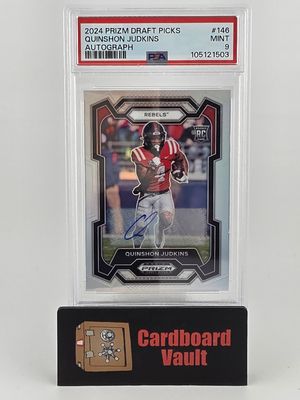 2024 PRIZM DRAFT PICKS #146
QUINSHON JUDKINS MINT
AUTOGRAPH PSA 9
105121503
REBELS
RC
4
QUINSHON JUDKINS
PRIZM
Cardboard
Vault